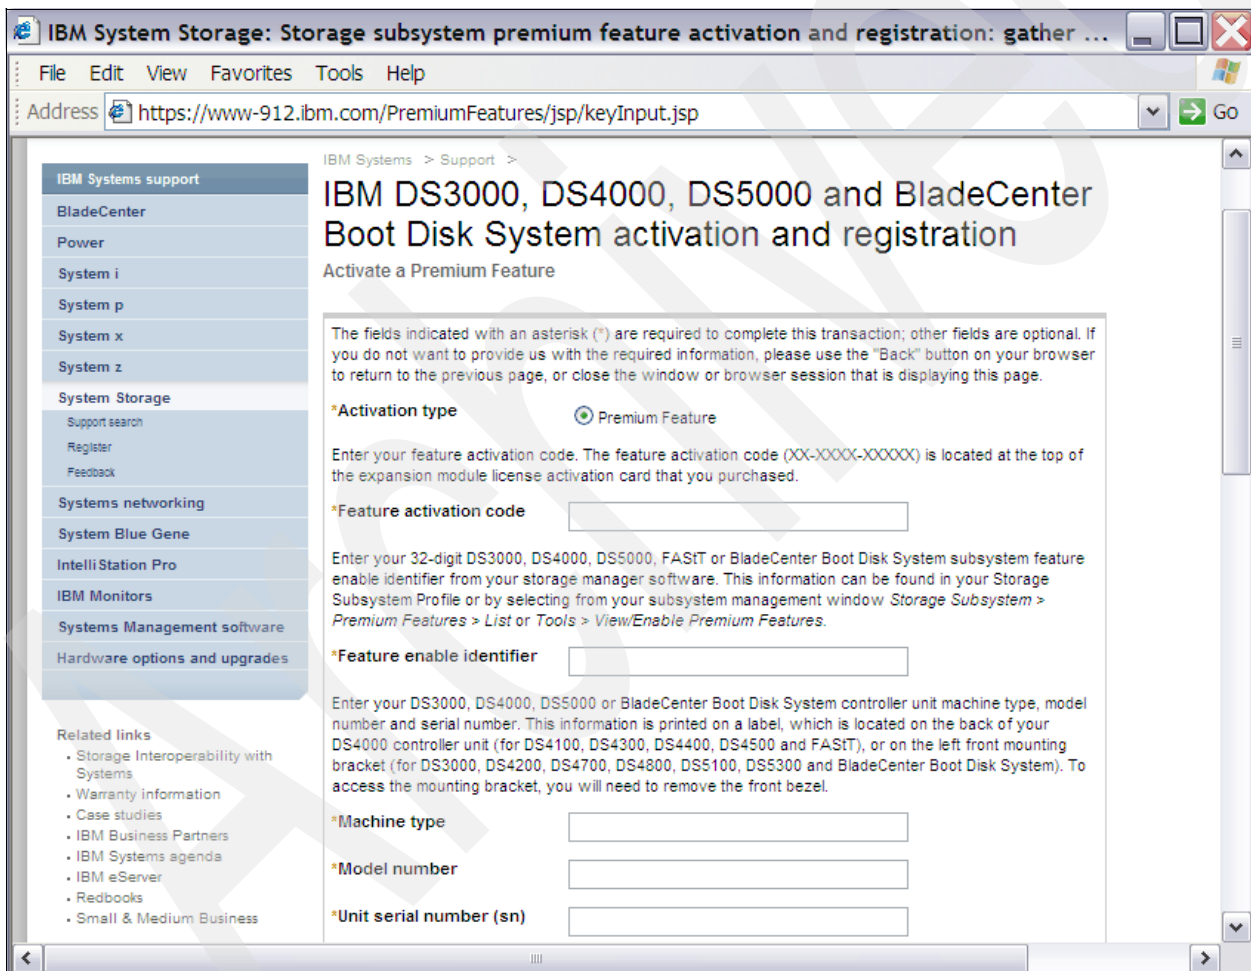 IBM System Storage: Storage subsystem premium feature activation and registration: gather ...
File Edit View Favorites Tools Help
Address https://www-912.ibm.com/PremiumFeatures/jsp/keyInput.jsp Go
IBM Systems support
BladeCenter
Power
System i
System p
System x
System z
System Storage
Support search
Register
Feedback
Systems networking
System Blue Gene
IntelliStation Pro
IBM Monitors
Systems Management software
Hardware options and upgrades
Related links
• Storage Interoperability with
Systems
• Warranty information
• Case studies
• IBM Business Partners
• IBM Systems agenda
• IBM eServer
• Redbooks
• Small & Medium Business
IBM Systems > Support >
IBM DS3000, DS4000, DS5000 and BladeCenter
Boot Disk System activation and registration
Activate a Premium Feature
The fields indicated with an asterisk (*) are required to complete this transaction; other fields are optional. If
you do not want to provide us with the required information, please use the "Back" button on your browser
to return to the previous page, or close the window or browser session that is displaying this page.
*Activation type Premium Feature
Enter your feature activation code. The feature activation code (XX-XXXX-XXXXX) is located at the top of
the expansion module license activation card that you purchased.
*Feature activation code
Enter your 32-digit DS3000, DS4000, DS5000, FAStT or BladeCenter Boot Disk System subsystem feature
enable identifier from your storage manager software. This information can be found in your Storage
Subsystem Profile or by selecting from your subsystem management window Storage Subsystem >
Premium Features > List or Tools > View/Enable Premium Features.
*Feature enable identifier
Enter your DS3000, DS4000, DS5000 or BladeCenter Boot Disk System controller unit machine type, model
number and serial number. This information is printed on a label, which is located on the back of your
DS4000 controller unit (for DS4100, DS4300, DS4400, DS4500 and FAStT), or on the left front mounting
bracket (for DS3000, DS4200, DS4700, DS4800, DS5100, DS5300 and BladeCenter Boot Disk System). To
access the mounting bracket, you will need to remove the front bezel.
*Machine type
*Model number
*Unit serial number (sn)